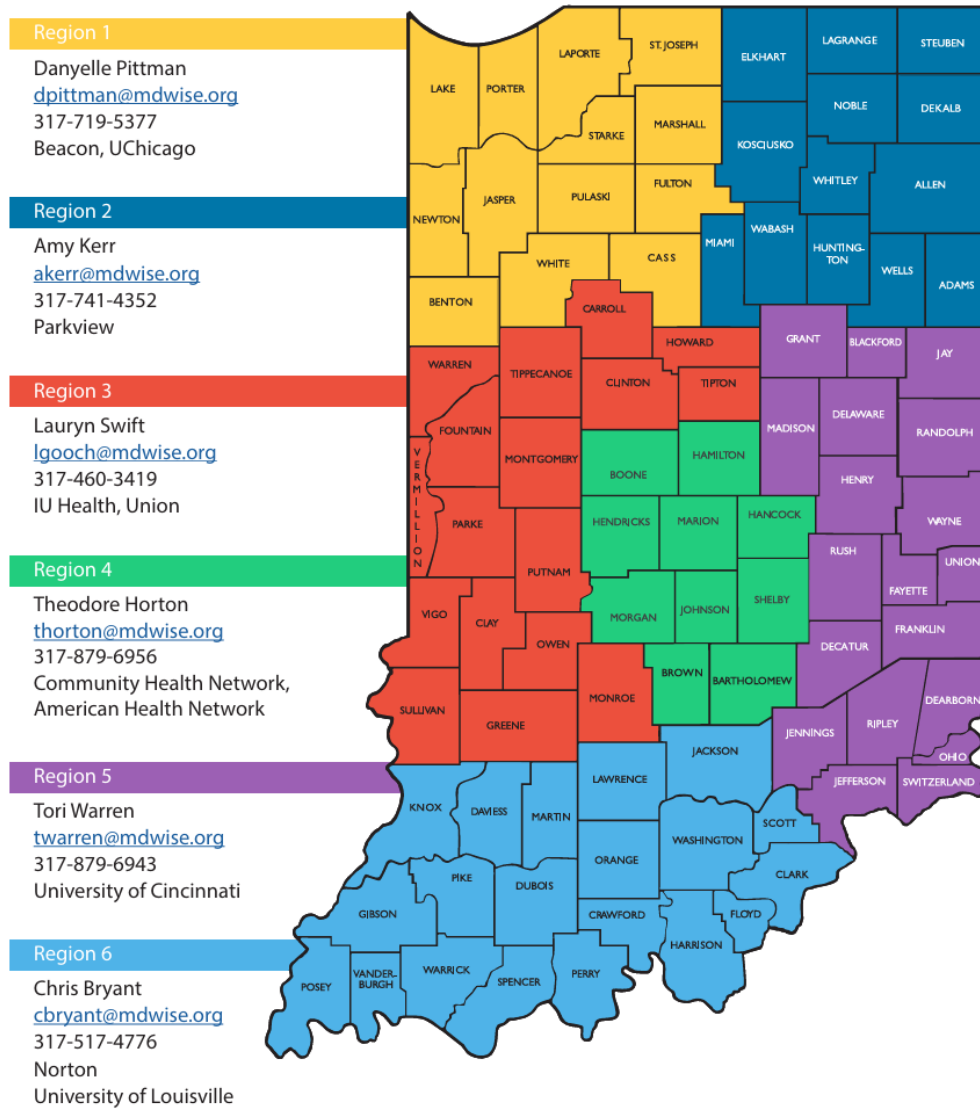 Region 1
Danyelle Pittman
dpittman@mdwise.org
317-719-5377
Beacon, UChicago
Region 2
Amy Kerr
akerr@mdwise.org
317-741-4352
Parkview
Region 3
Lauryn Swift
lgooch@mdwise.org
317-460-3419
IU Health, Union
Region 4
Theodore Horton
thorton@mdwise.org
317-879-6956
Community Health Network,
American Health Network
Region 5
Tori Warren
twarren@mdwise.org
317-879-6943
University of Cincinnati
Region 6
Chris Bryant
cbryant@mdwise.org
317-517-4776
Norton
University of Louisville
LAKE
PORTER
LAPORTE
ST. JOSEPH
ELKHART
LAGRANGE
STEUBEN
NOBLE
DEKALB
STARKE
MARSHALL
KOSCIUSKO
WHITLEY
ALLEN
NEWTON
JASPER
PULASKI
FULTON
MIAMI
WABASH
HUNTING-
TON
WELLS
ADAMS
BENTON
WHITE
CASS
CARROLL
HOWARD
GRANT
BLACKFORD
JAY
WARREN
TIPPECANOE
CLINTON
TIPTON
MADISON
DELAWARE
RANDOLPH
FOUNTAIN
VERMILLION
MONTGOMERY
BOONE
HAMILTON
HENRY
WAYNE
PARKE
PUTNAM
HENDRICKS
MARION
HANCOCK
RUSH
FAYETTE
UNION
VIGO
CLAY
OWEN
MORGAN
JOHNSON
SHELBY
DECATUR
FRANKLIN
SULLIVAN
GREENE
MONROE
BROWN
BARTHOLOMEW
JENNINGS
RIPLEY
DEARBORN
OHIO
JEFFERSON
SWITZERLAND
KNOX
DAVIESS
MARTIN
LAWRENCE
JACKSON
WASHINGTON
SCOTT
CLARK
GIBSON
PIKE
DUBOIS
ORANGE
CRAWFORD
HARRISON
FLOYD
POSEY
VANDER-
BURGH
WARRICK
SPENCER
PERRY